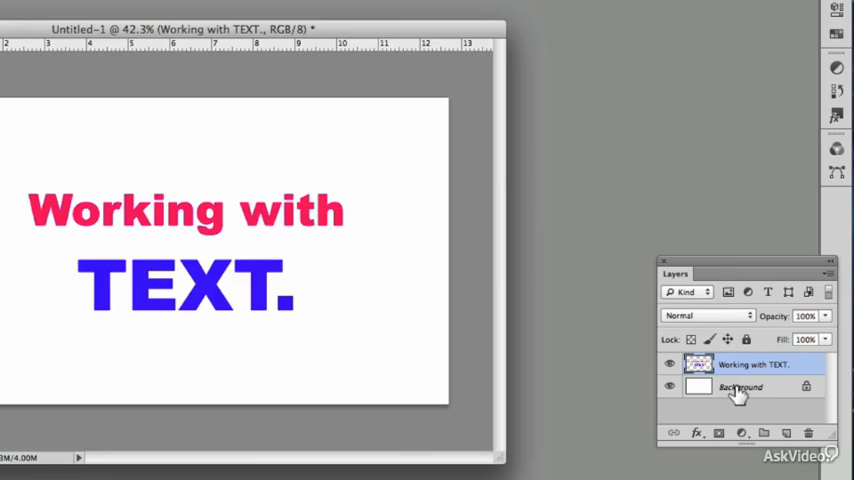 Untitled-1 @ 42.3% (Working with TEXT., RGB/8) *
2 3 4 5 6 7 8 9 10 11 12 13
Working with
TEXT.
Layers
Kind
Normal
Opacity: 100%
Lock:
Fill: 100%
Working with TEXT.
Background
3M/4.00M
AskVideo